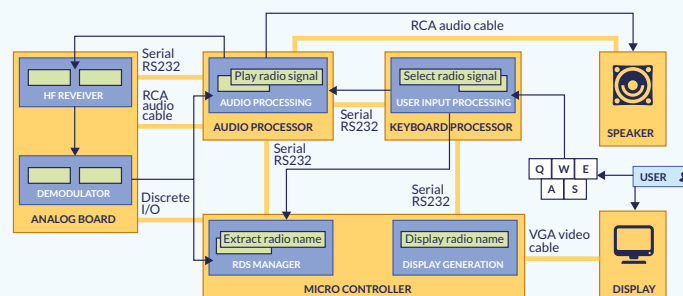 RCA audio cable
Serial
RS232
Play radio signal
AUDIO PROCESSING
AUDIO PROCESSOR
Select radio signal
USER INPUT PROCESSING
KEYBOARD PROCESSOR
SPEAKER
HF REVEIVER
RCA
audio
cable
Serial
RS232
Serial
RS232
DEMODULATOR
ANALOG BOARD
Discrete
I/O
Serial
RS232
Q W E
A S
USER
Extract radio name
RDS MANAGER
Display radio name
DISPLAY GENERATION
MICRO CONTROLLER
VGA video
cable
DISPLAY